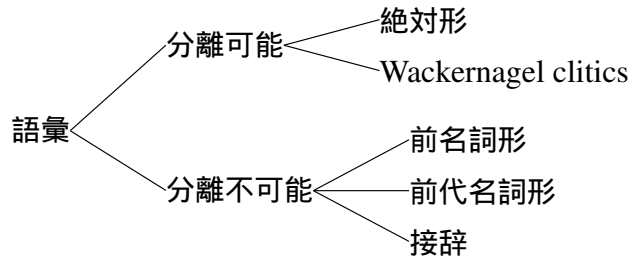 語彙
分離可能
絶対形
Wackernagel clitics
分離不可能
前名詞形
前代名詞形
接辞